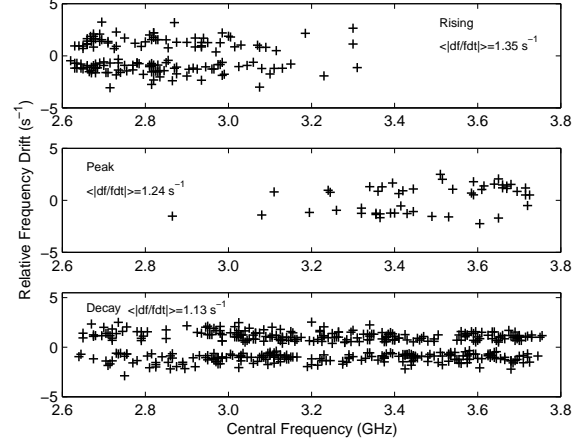 5
Rising
0
<|df/fdt|>=1.35 s⁻¹
−5
2.6 2.8 3.0 3.2 3.4 3.6 3.8
5
Peak
<|df/fdt|>=1.24 s⁻¹
0
−5
2.6 2.8 3.0 3.2 3.4 3.6 3.8
5
Decay <|df/fdt|>=1.13 s⁻¹
0
−5
2.6 2.8 3.0 3.2 3.4 3.6 3.8
Central Frequency (GHz)
Relative Frequency Drift (s⁻¹)